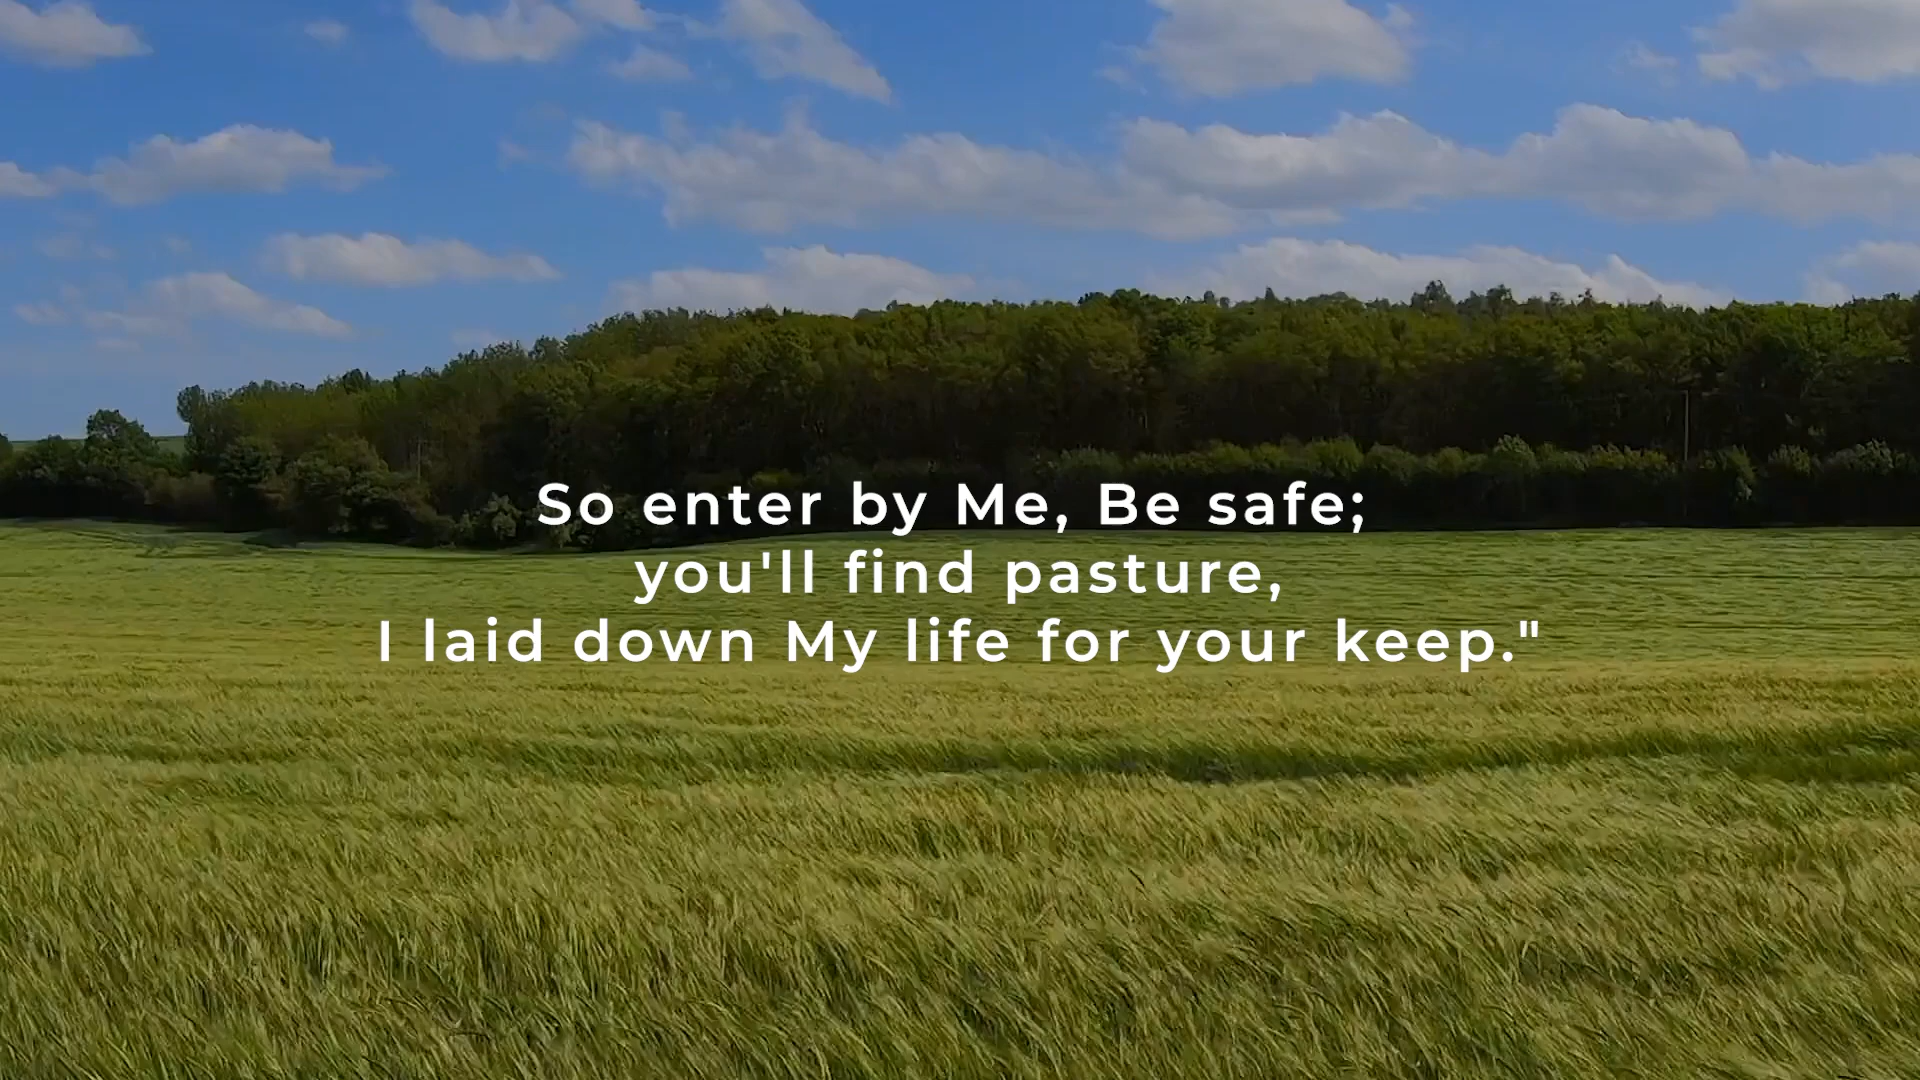 So enter by Me, Be safe;
you'll find pasture,
I laid down My life for your keep."